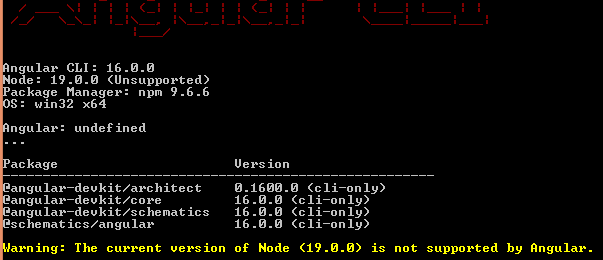 Angular CLI
Angular CLI: 16.0.0
Node: 19.0.0 (Unsupported)
Package Manager: npm 9.6.6
OS: win32 x64
Angular: undefined
...
Package Version
------------------------------------------------------
@angular-devkit/architect 0.1600.0 (cli-only)
@angular-devkit/core 16.0.0 (cli-only)
@angular-devkit/schematics 16.0.0 (cli-only)
@schematics/angular 16.0.0 (cli-only)
Warning: The current version of Node (19.0.0) is not supported by Angular.